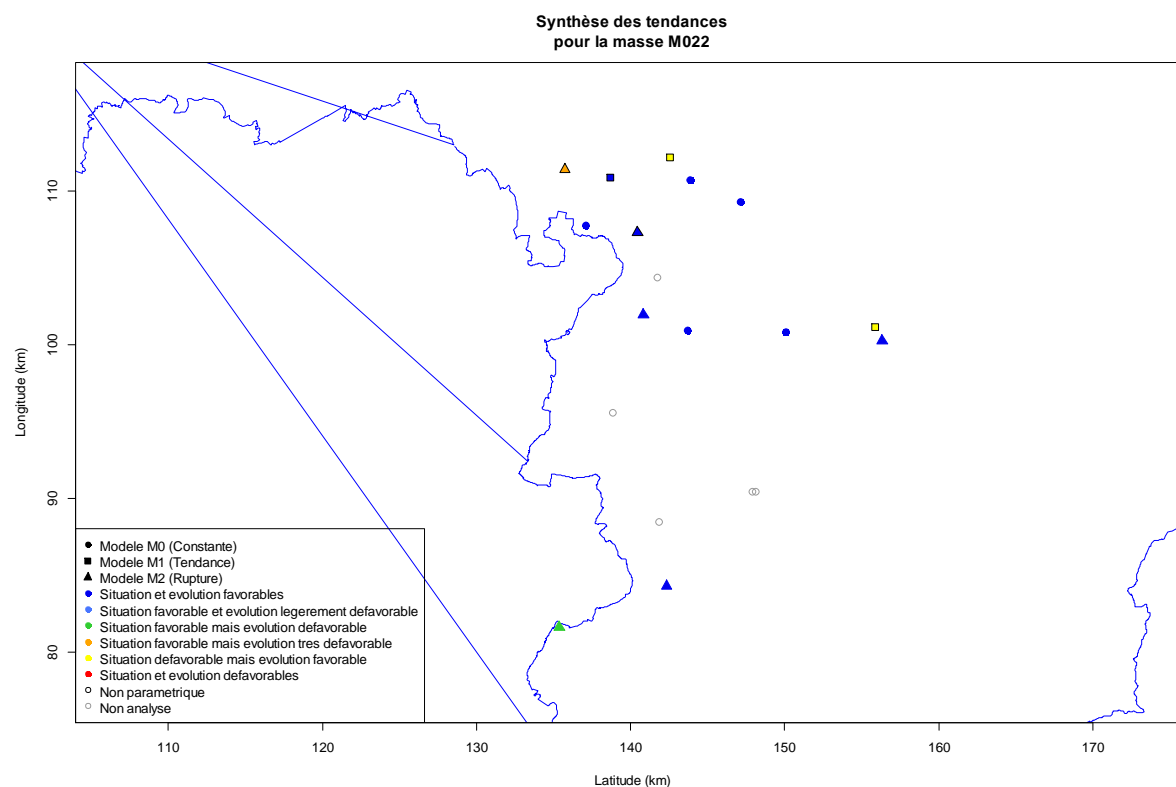 Synthèse des tendances
pour la masse M022
Longitude (km)
110
100
90
80
Modele M0 (Constante)
Modele M1 (Tendance)
Modele M2 (Rupture)
Situation et evolution favorables
Situation favorable et evolution legerement defavorable
Situation favorable mais evolution defavorable
Situation favorable mais evolution tres defavorable
Situation defavorable mais evolution favorable
Situation et evolution defavorables
Non parametrique
Non analyse
110 120 130 140 150 160 170
Latitude (km)